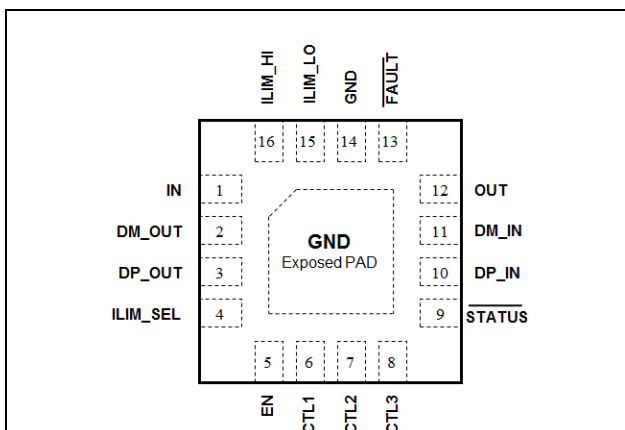 ILIM_HI ILIM_LO GND FAULT
16 15 14 13
IN 1 12 OUT
DM_OUT 2 11 DM_IN
GND
Exposed PAD
DP_OUT 3 10 DP_IN
ILIM_SEL 4 9 STATUS
5 6 7 8
EN CTL1 CTL2 CTL3